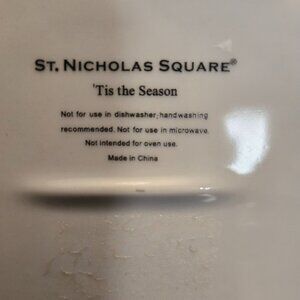 ST. NICHOLAS SQUARE®
'Tis the Season
Not for use in dishwasher, handwashing
recommended. Not for use in microwave.
Not intended for oven use.
Made in China